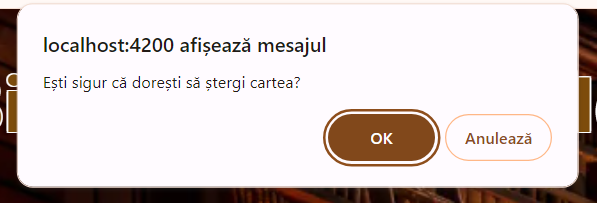 localhost:4200 afișează mesajul
Ești sigur că dorești să ștergi cartea?
OK
Anulează